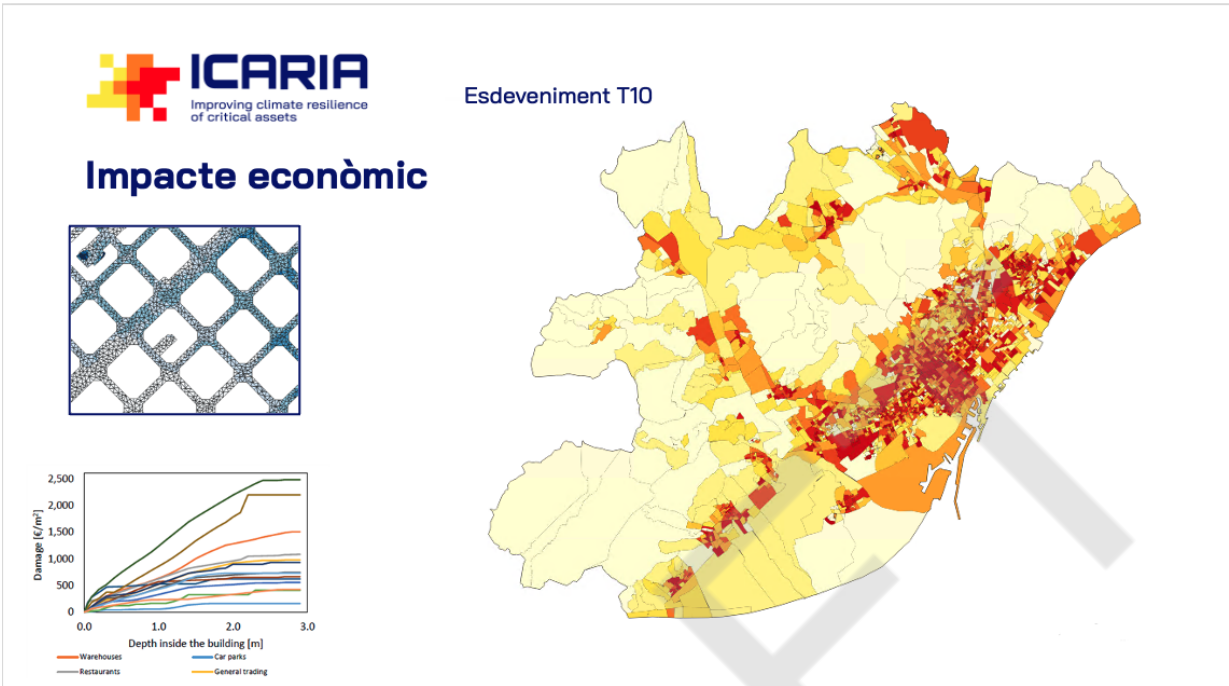 ICARIA
Improving climate resilience
of critical assets
Esdeveniment T10
Impacte econòmic
Damage [€/m²]
2,500
2,000
1,500
1,000
500
0
0.0 1.0 2.0 3.0
Depth inside the building [m]
Warehouses Car parks
Restaurants General trading